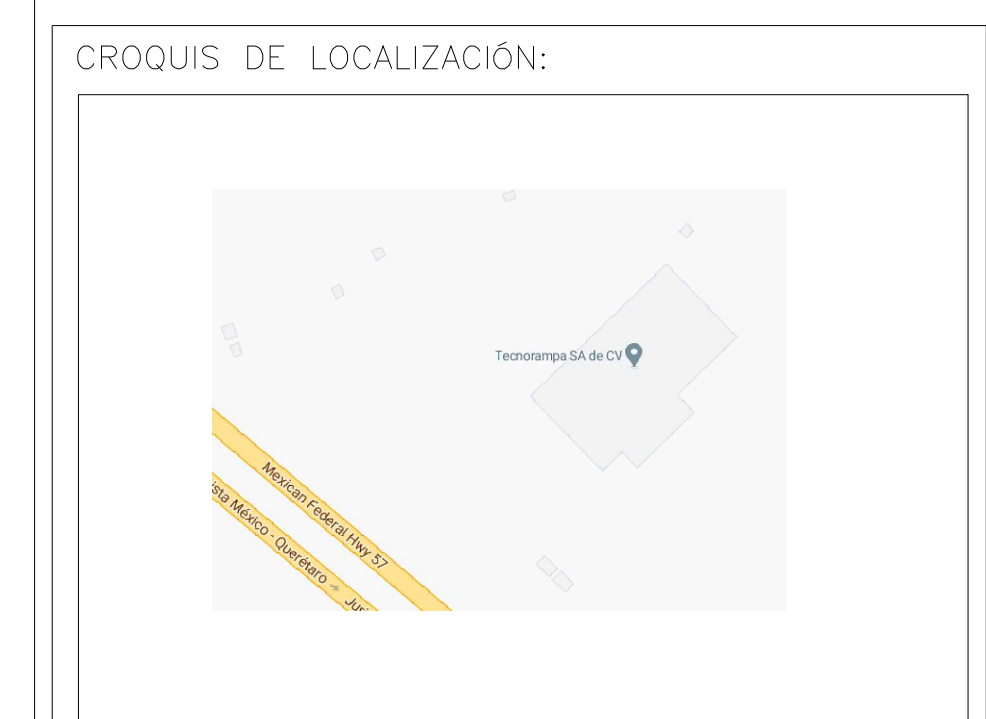 CROQUIS DE LOCALIZACIÓN:
Tecnorampa SA de CV
Mexican Federal Hwy 57
ista México - Querétaro